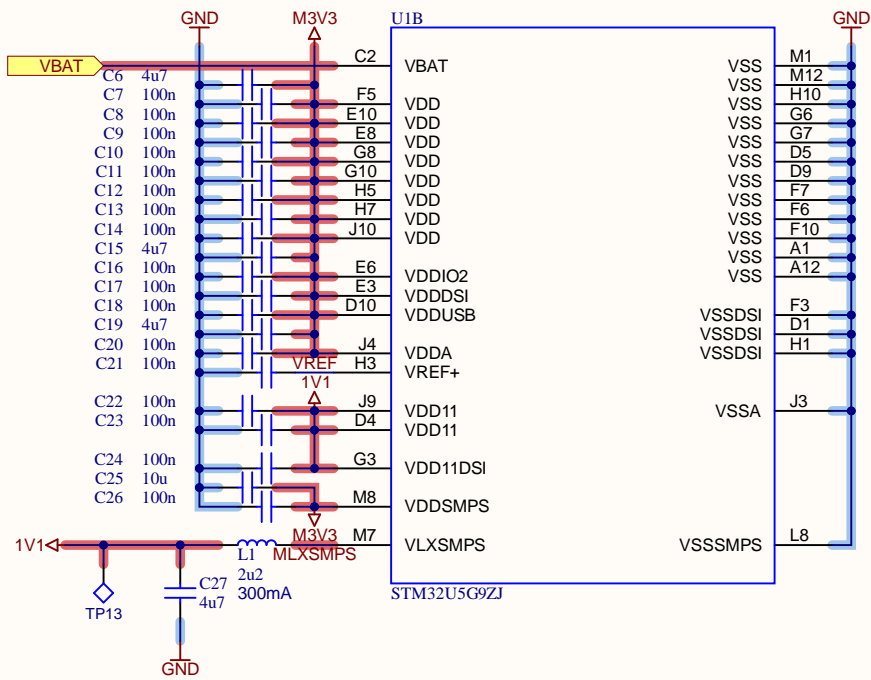 GND M3V3 U1B GND
VBAT C2 VBAT VSS M1
C6 4u7 VSS M12
C7 100n F5 VDD VSS H10
C8 100n E10 VDD VSS G6
C9 100n E8 VDD VSS G7
C10 100n G8 VDD VSS D5
C11 100n G10 VDD VSS D9
C12 100n H5 VDD VSS F7
C13 100n H7 VDD VSS F6
C14 100n J10 VDD VSS F10
C15 4u7 VSS A1
C16 100n E6 VDDIO2 VSS A12
C17 100n E3 VDDDSI
C18 100n D10 VDDUSB VSSDSI F3
C19 4u7 VSSDSI D1
C20 100n J4 VDDA VSSDSI H1
C21 100n VREF H3 VREF+
1V1
C22 100n J9 VDD11 VSSA J3
C23 100n D4 VDD11
C24 100n G3 VDD11DSI
C25 10u
C26 100n M8 VDDSMPS
M3V3
1V1 M7 VLXSMPS VSSSMPS L8
L1 MLXSMPS
2u2
300mA
C27
4u7
TP13
STM32U5G9ZJ
GND